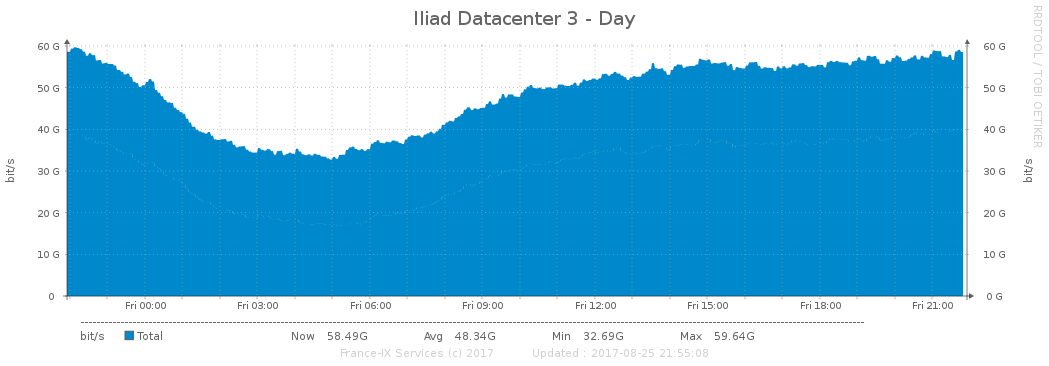 Iliad Datacenter 3 - Day
RRDTOOL / TOBI OETIKER
bit/s
60 G 60 G
50 G 50 G
40 G 40 G
30 G 30 G
20 G 20 G
10 G 10 G
0 0 G
bit/s
Fri 00:00 Fri 03:00 Fri 06:00 Fri 09:00 Fri 12:00 Fri 15:00 Fri 18:00 Fri 21:00
bit/s Total Now 58.49G Avg 48.34G Min 32.69G Max 59.64G
France-IX Services (c) 2017 Updated : 2017-08-25 21:55:08